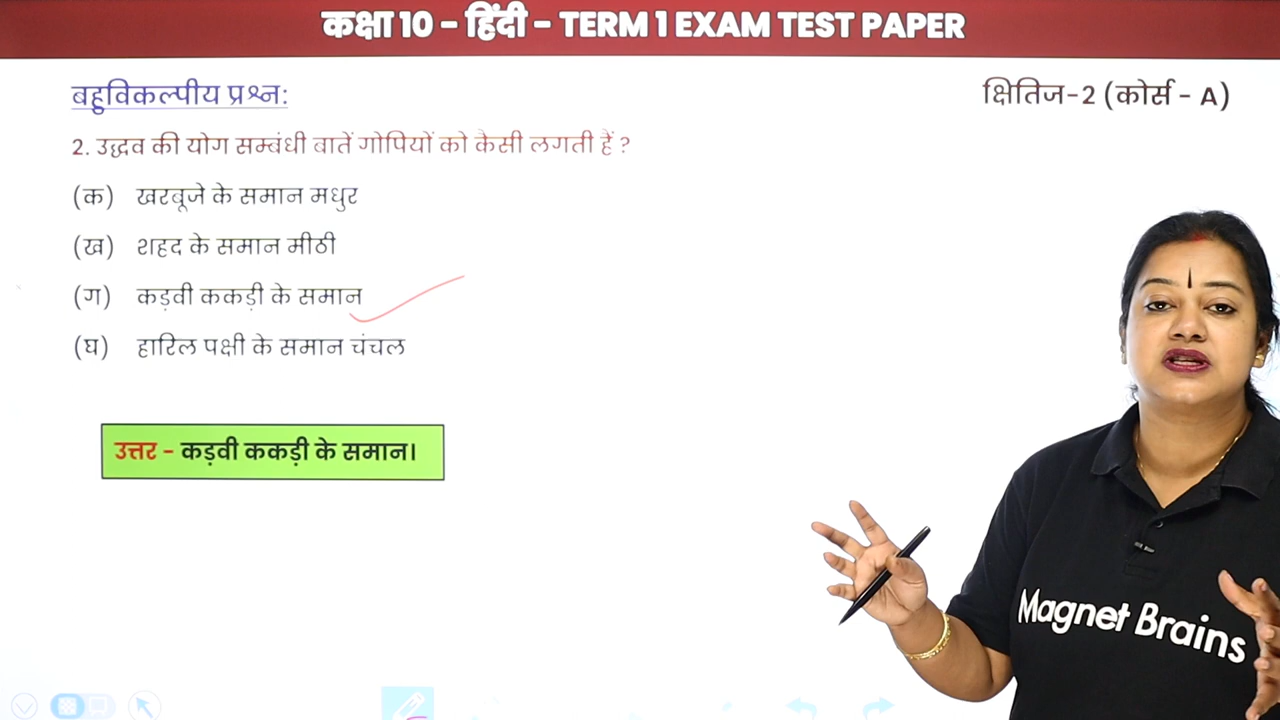 कक्षा 10 – हिंदी – TERM 1 EXAM TEST PAPER
बहुविकल्पीय प्रश्न:
क्षितिज-2 (कोर्स - A)
2. उद्धव की योग सम्बंधी बातें गोपियों को कैसी लगती हैं ?
(क) खरबूजे के समान मधुर
(ख) शहद के समान मीठी
(ग) कड़वी ककड़ी के समान
(घ) हारिल पक्षी के समान चंचल
उत्तर - कड़वी ककड़ी के समान।
Magnet Brains